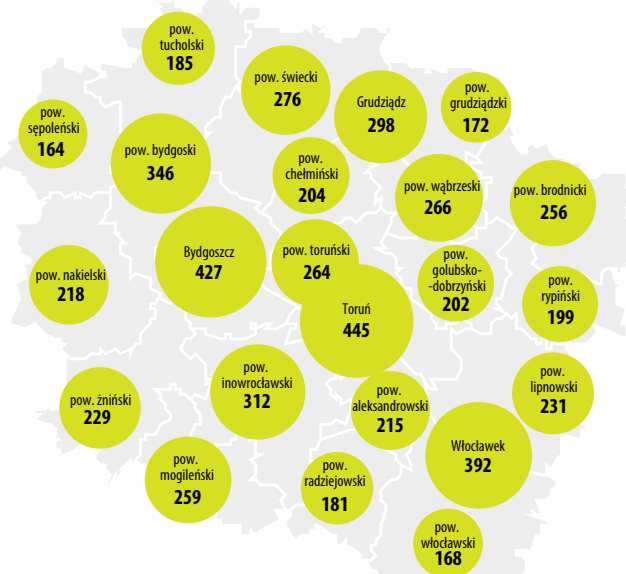 pow.
tucholski
185
pow. świecki
276
Grudziądz
298
pow.
grudziądzki
172
pow.
sępoleński
164
pow. bydgoski
346
pow.
chełmiński
204
pow. wąbrzeski
266
pow. brodnicki
256
Bydgoszcz
427
pow. toruński
264
pow.
golubsko-
-dobrzyński
202
pow. nakielski
218
pow.
rypiński
199
Toruń
445
pow.
inowrocławski
312
pow.
aleksandrowski
215
pow.
lipnowski
231
pow. żniński
229
Włocławek
392
pow.
mogileński
259
pow.
radziejowski
181
pow.
włocławski
168